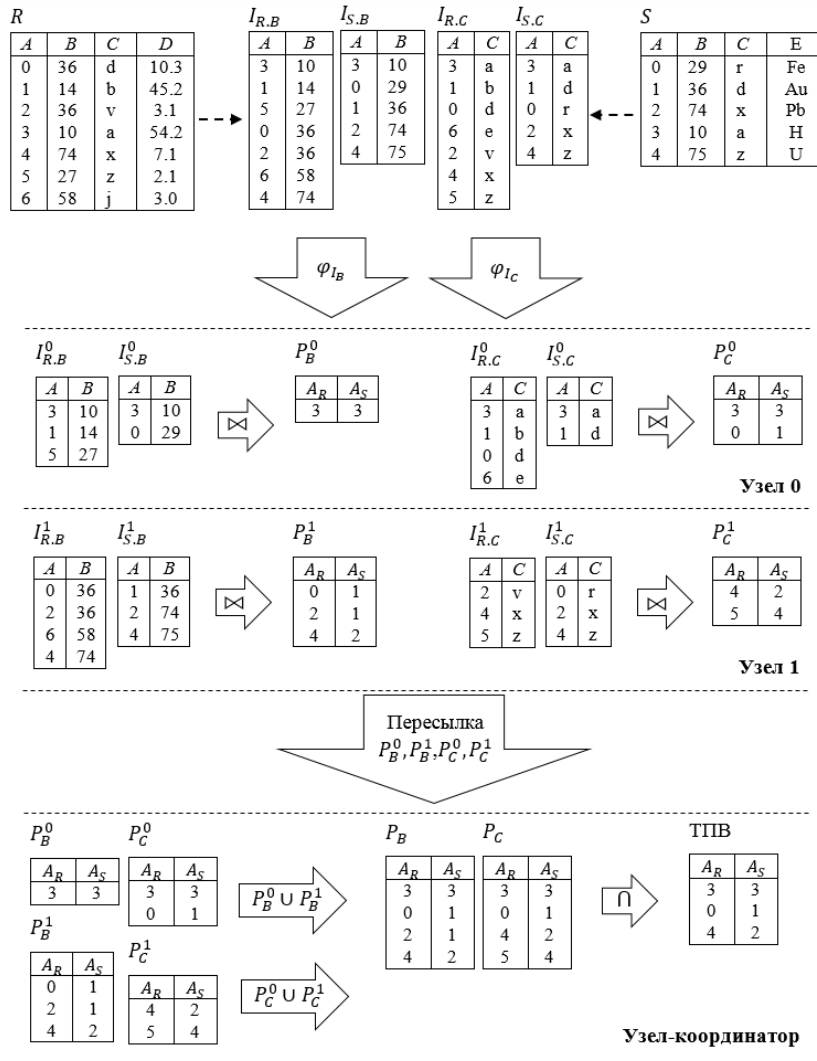 R I_{R.B} I_{S.B} I_{R.C} I_{S.C} S
A B C D A B A B A C A C A B C E
0 36 d 10.3 3 10 3 10 3 a 3 a 0 29 r Fe
1 14 b 45.2 1 14 0 29 1 b 1 d 1 36 d Au
2 36 v 3.1 5 27 1 36 0 d 0 r 2 74 x Pb
3 10 a 54.2 0 36 2 74 6 e 2 x 3 10 a H
4 74 x 7.1 2 36 4 75 2 v 4 z 4 75 z U
5 27 z 2.1 6 58 4 x
6 58 j 3.0 4 74 5 z
φ_{I_B} φ_{I_C}
I^0_{R.B} I^0_{S.B} P^0_B I^0_{R.C} I^0_{S.C} P^0_C
A B A B A_R A_S A C A C A_R A_S
3 10 3 10 ⋈ 3 3 3 a 3 a ⋈ 3 3
1 14 0 29 1 b 1 d 0 1
5 27 0 d
6 e
Узел 0
I^1_{R.B} I^1_{S.B} P^1_B I^1_{R.C} I^1_{S.C} P^1_C
A B A B A_R A_S A C A C A_R A_S
0 36 1 36 ⋈ 0 1 2 v 0 r ⋈ 4 2
2 36 2 74 2 1 4 x 2 x 5 4
6 58 4 75 4 2 5 z 4 z
4 74
Узел 1
Пересылка
P^0_B, P^1_B, P^0_C, P^1_C
P^0_B P^0_C P_B P_C ТПВ
A_R A_S A_R A_S A_R A_S A_R A_S A_R A_S
3 3 3 3 P^0_B ∪ P^1_B 3 3 3 3 ∩ 3 3
0 1 0 1 0 1 0 1
P^1_B P^1_C 2 1 4 2 4 2
A_R A_S A_R A_S 4 2 5 4
0 1 4 2 P^0_C ∪ P^1_C
2 1 5 4
4 2
Узел-координатор